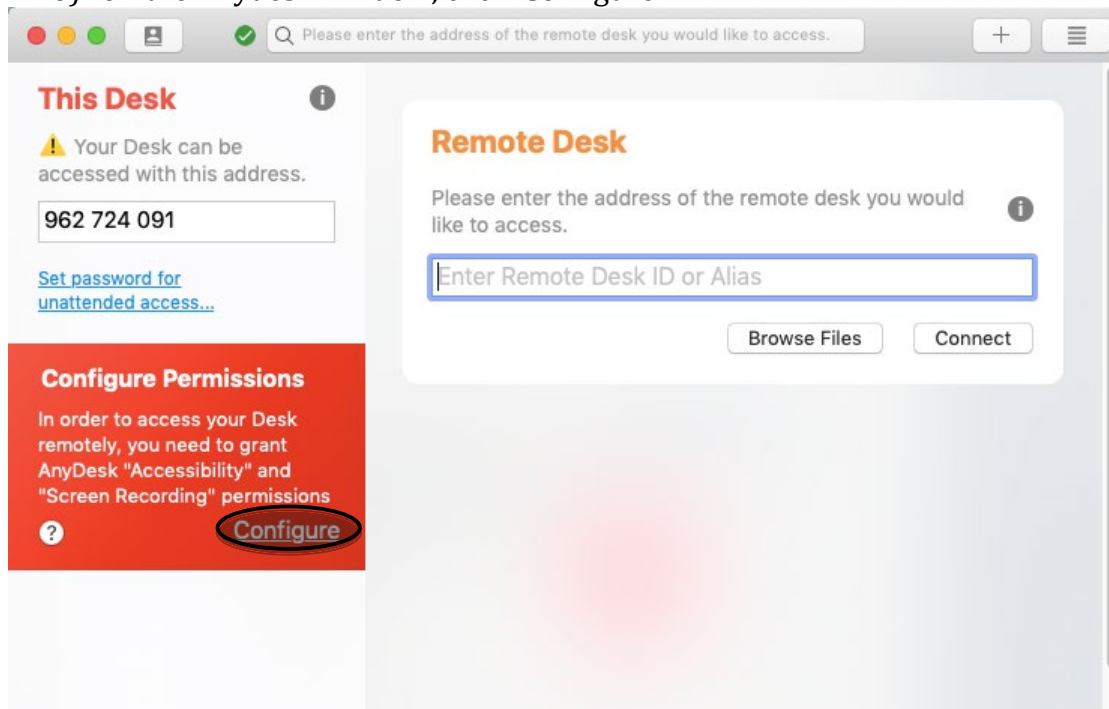 Please enter the address of the remote desk you would like to access.
This Desk
Your Desk can be
accessed with this address.
962 724 091
Set password for
unattended access...
Configure Permissions
In order to access your Desk
remotely, you need to grant
AnyDesk "Accessibility" and
"Screen Recording" permissions
?
Configure
Remote Desk
Please enter the address of the remote desk you would
like to access.
Enter Remote Desk ID or Alias
Browse Files
Connect